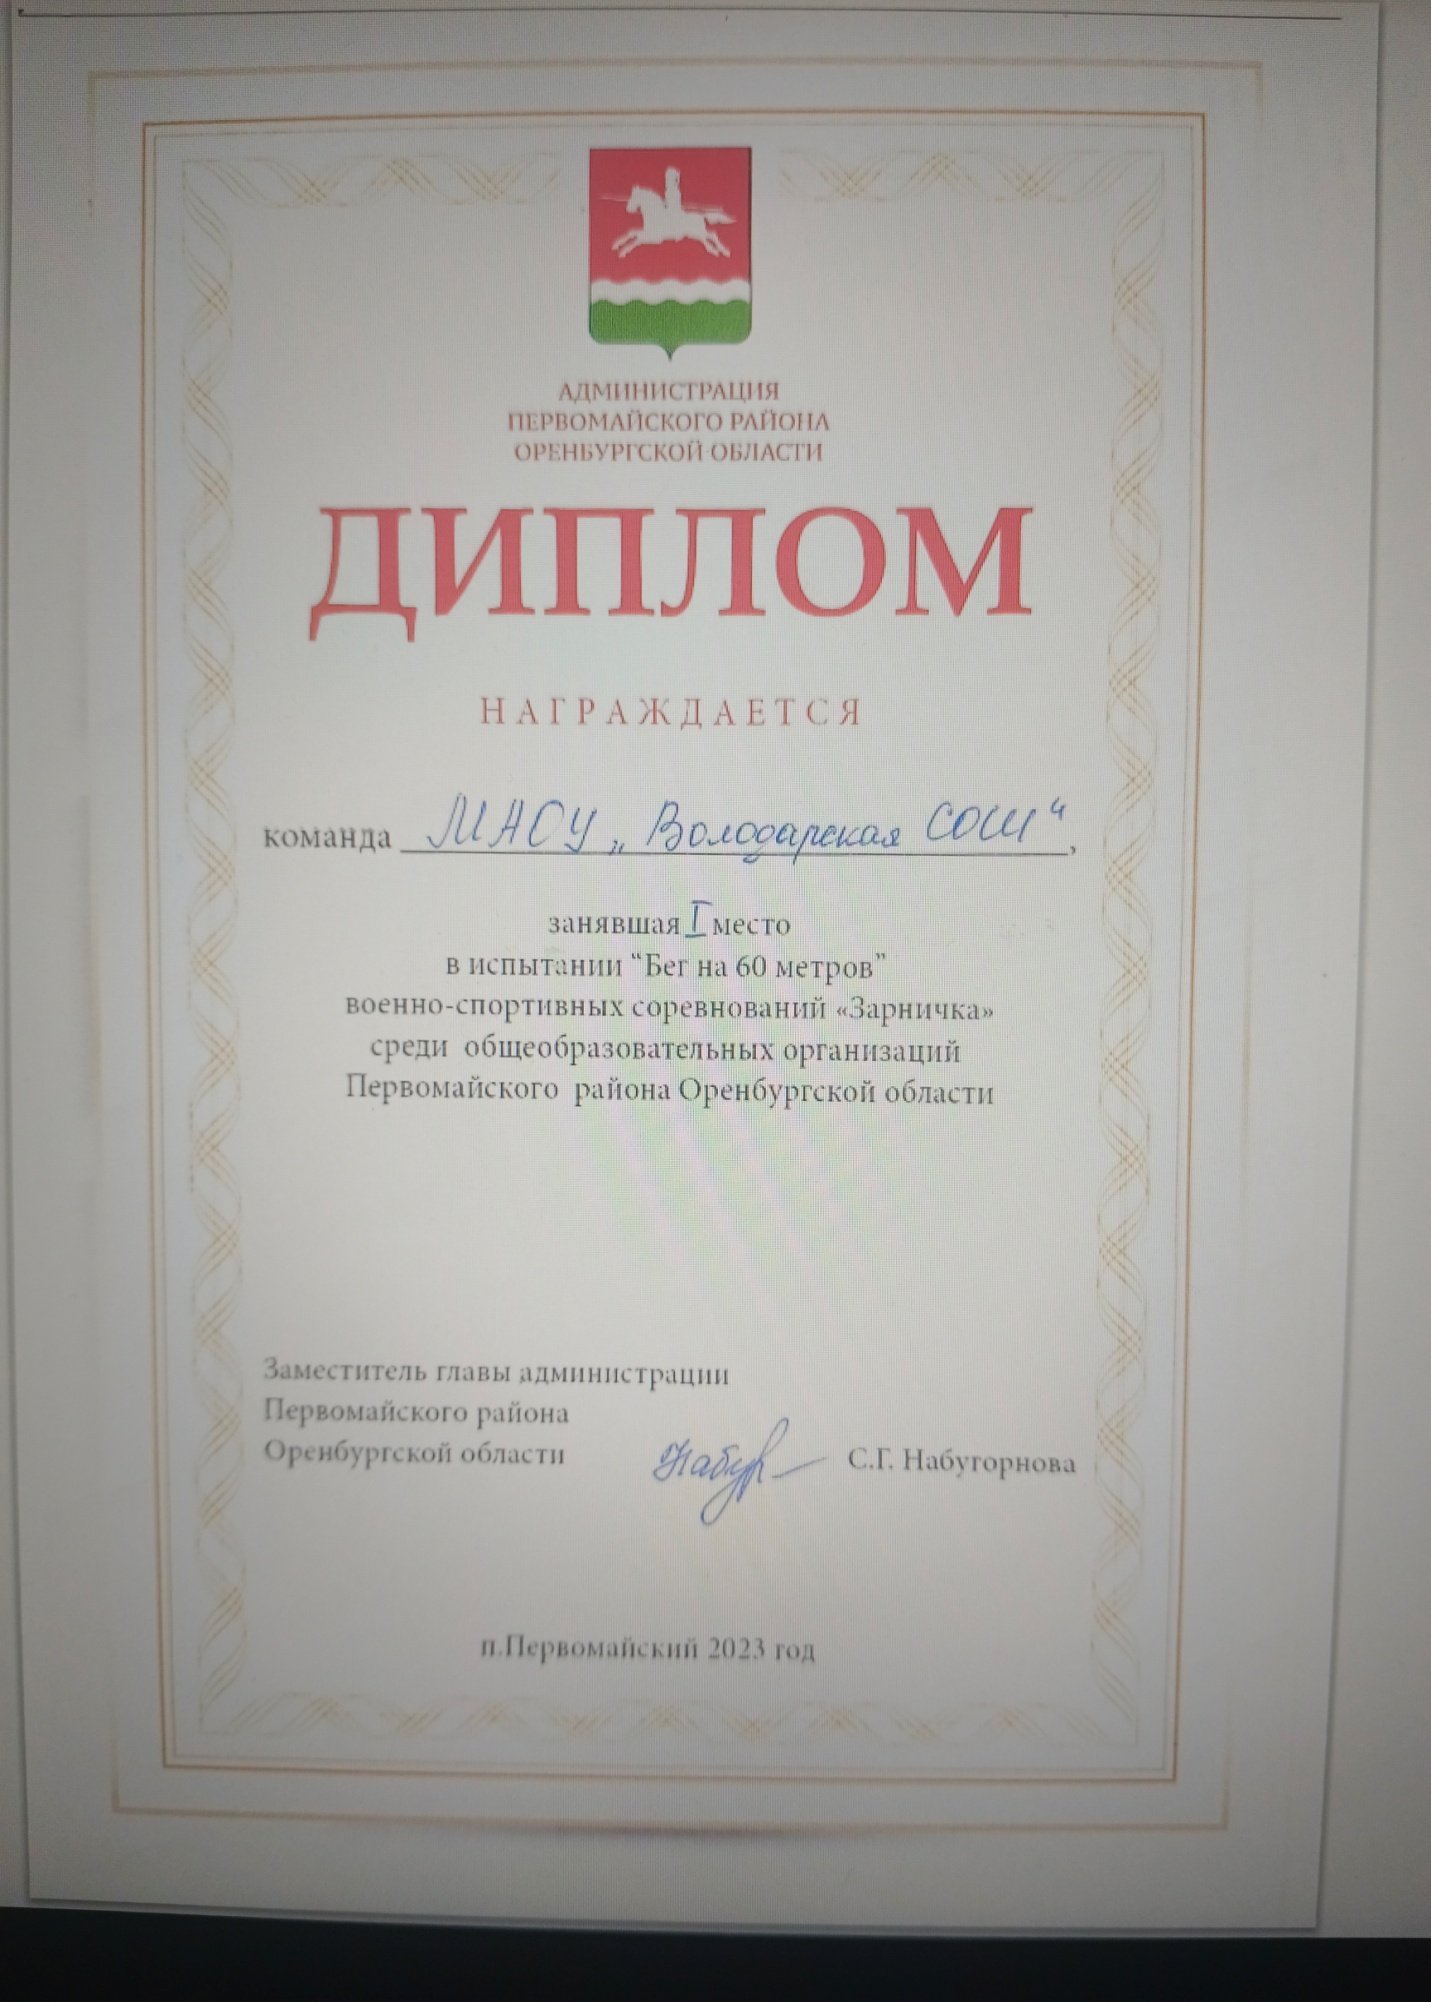 АДМИНИСТРАЦИЯ
ПЕРВОМАЙСКОГО РАЙОНА
ОРЕНБУРГСКОЙ ОБЛАСТИ
ДИПЛОМ
НАГРАЖДАЕТСЯ
команда МАОУ „Володарская СОШ“,
занявшая I место
в испытании “Бег на 60 метров”
военно-спортивных соревнований «Зарничка»
среди общеобразовательных организаций
Первомайского района Оренбургской области
Заместитель главы администрации
Первомайского района
Оренбургской области Набуг С.Г. Набугорнова
п.Первомайский 2023 год